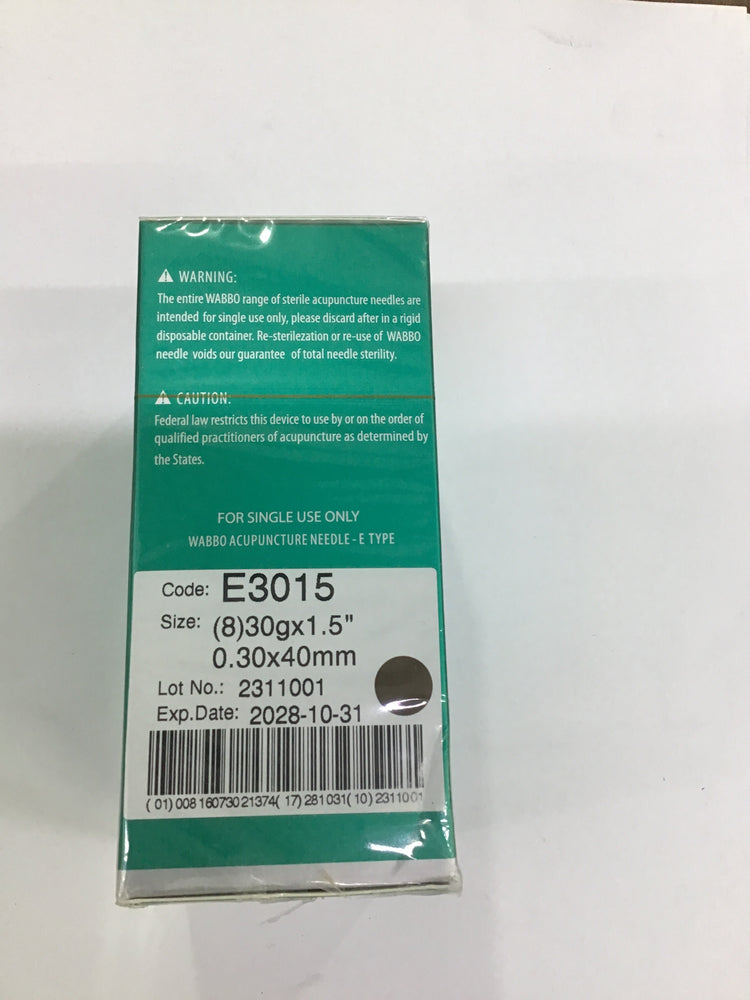 ⚠ WARNING:
The entire WABBO range of sterile acupuncture needles are
intended for single use only, please discard after in a rigid
disposable container. Re-sterilezation or re-use of WABBO
needle voids our guarantee of total needle sterility.
⚠ CAUTION:
Federal law restricts this device to use by or on the order of
qualified practitioners of acupuncture as determined by
the States.
FOR SINGLE USE ONLY
WABBO ACUPUNCTURE NEEDLE - E TYPE
Code: E3015
Size: (8)30gx1.5"
0.30x40mm
Lot No.: 2311001
Exp.Date: 2028-10-31
( 01) 008 16073021374( 17) 281031( 10) 2311001